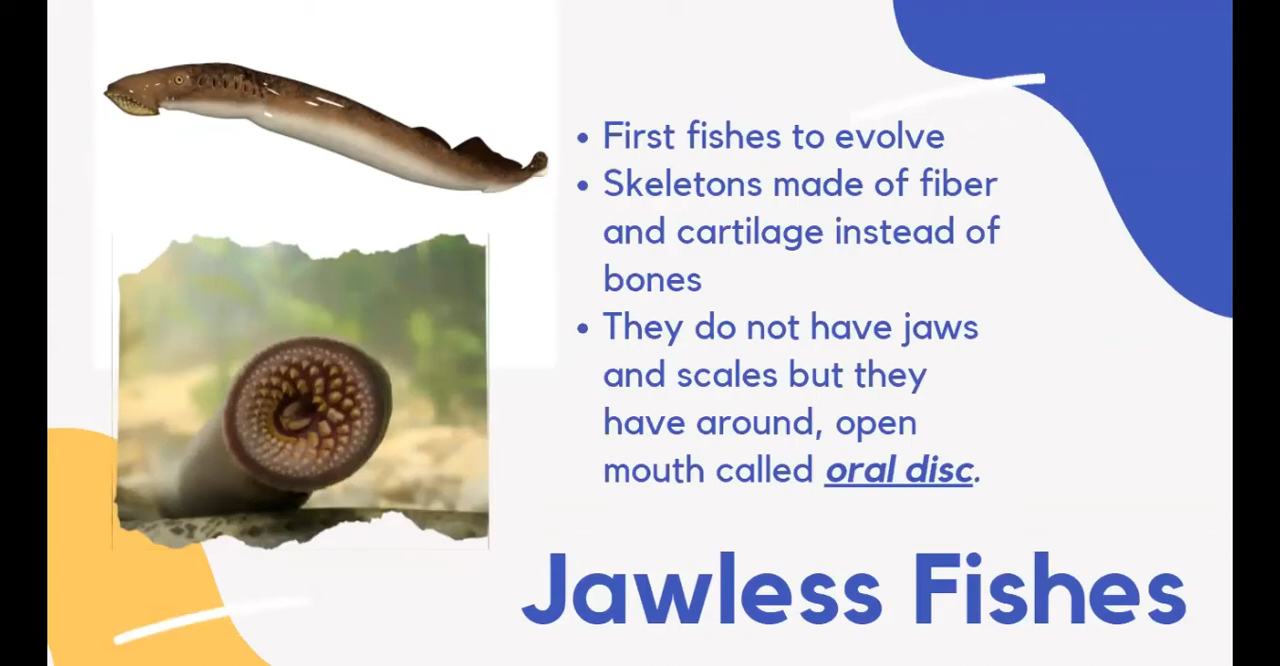 • First fishes to evolve
• Skeletons made of fiber
and cartilage instead of
bones
• They do not have jaws
and scales but they
have around, open
mouth called oral disc.
Jawless Fishes